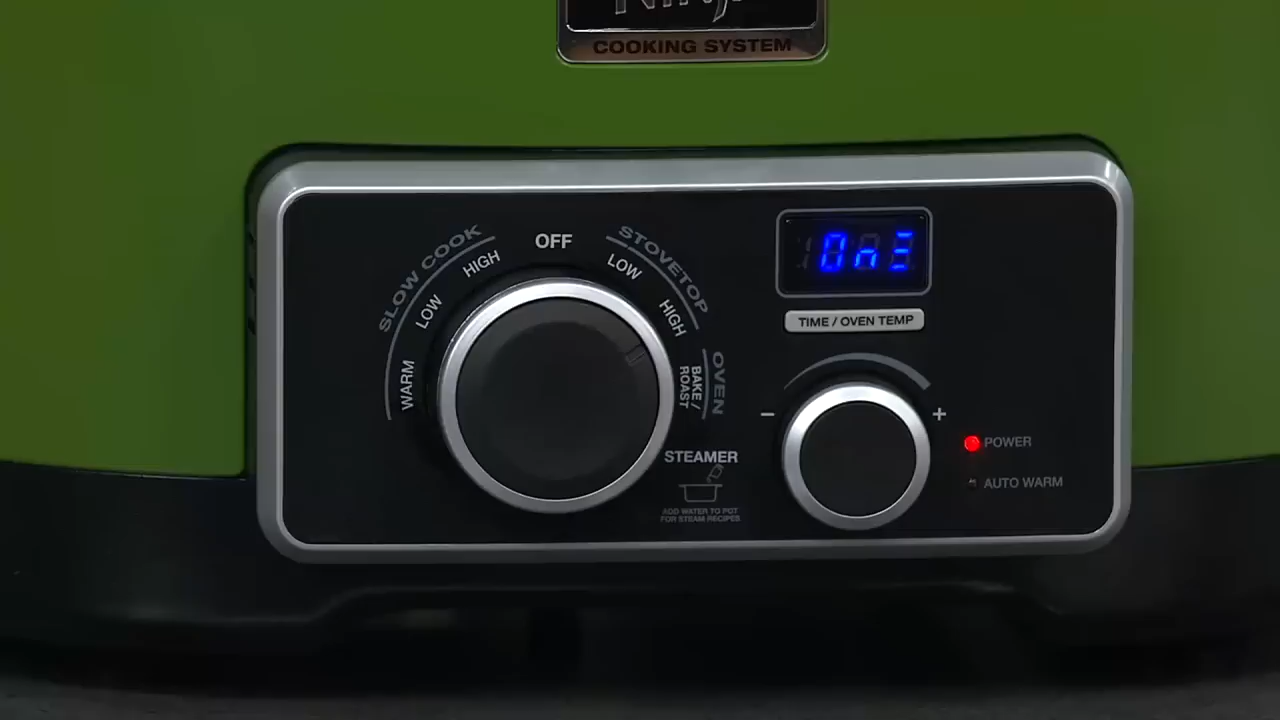 COOKING SYSTEM
SLOW COOK
WARM
LOW
HIGH
OFF
STOVETOP
LOW
HIGH
OVEN
BAKE/
ROAST
STEAMER
ADD WATER TO POT
FOR STEAM RECIPES
TIME / OVEN TEMP
− +
POWER
AUTO WARM